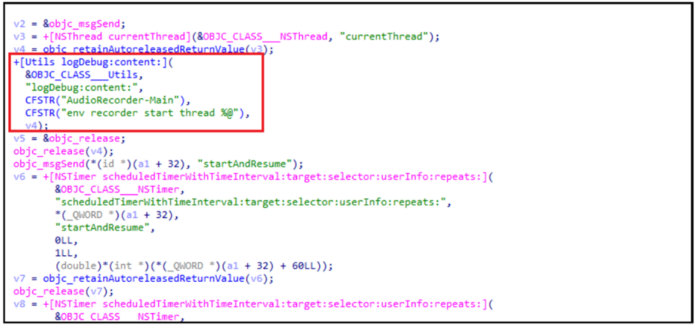 v2 = &objc_msgSend;
v3 = +[NSThread currentThread](&OBJC_CLASS___NSThread, "currentThread");
v4 = objc_retainAutoreleasedReturnValue(v3);
+[Utils logDebug:content:](
&OBJC_CLASS___Utils,
"logDebug:content:",
CFSTR("AudioRecorder-Main"),
CFSTR("env recorder start thread %@"),
v4);
v5 = &objc_release;
objc_release(v4);
objc_msgSend(*(id *)(a1 + 32), "startAndResume");
v6 = +[NSTimer scheduledTimerWithTimeInterval:target:selector:userInfo:repeats:](
&OBJC_CLASS___NSTimer,
"scheduledTimerWithTimeInterval:target:selector:userInfo:repeats:",
*(_QWORD *)(a1 + 32),
"startAndResume",
0LL,
1LL,
(double)*(int *)(*(_QWORD *)(a1 + 32) + 60LL));
v7 = objc_retainAutoreleasedReturnValue(v6);
objc_release(v7);
v8 = +[NSTimer scheduledTimerWithTimeInterval:target:selector:userInfo:repeats:](
&OBJC_CLASS___NSTimer,